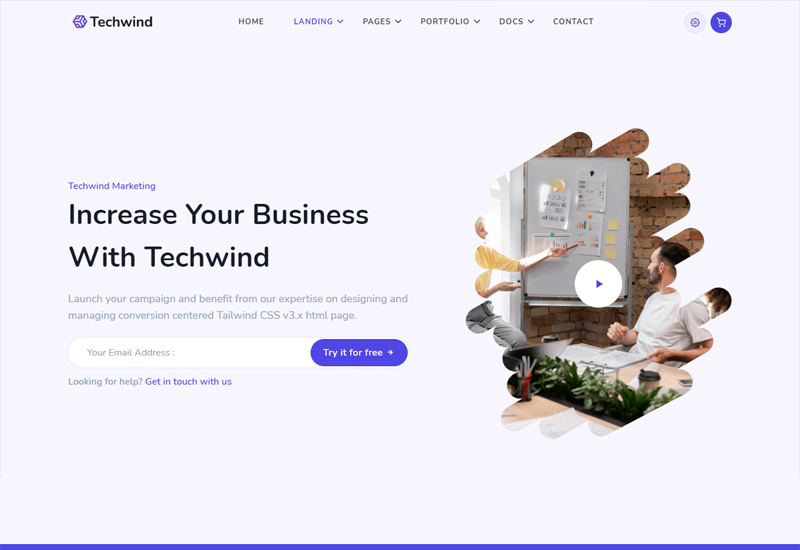 Techwind
HOME
LANDING
PAGES
PORTFOLIO
DOCS
CONTACT
Techwind Marketing
Increase Your Business
With Techwind
Launch your campaign and benefit from our expertise on designing and
managing conversion centered Tailwind CSS v3.x html page.
Your Email Address :
Try it for free
Looking for help? Get in touch with us